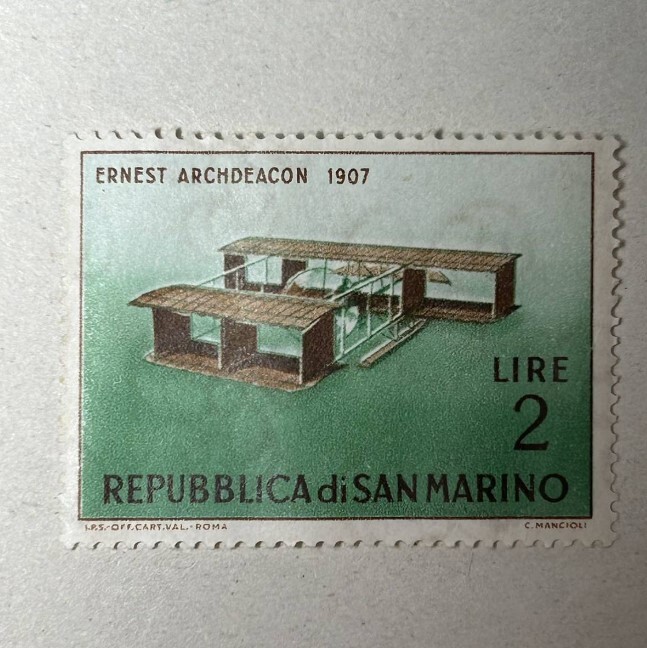 ERNEST ARCHDEACON 1907
LIRE
2
REPUBBLICA di SAN MARINO
I.P.S.-OFF.CART.VAL.-ROMA
C. MANCIOLI